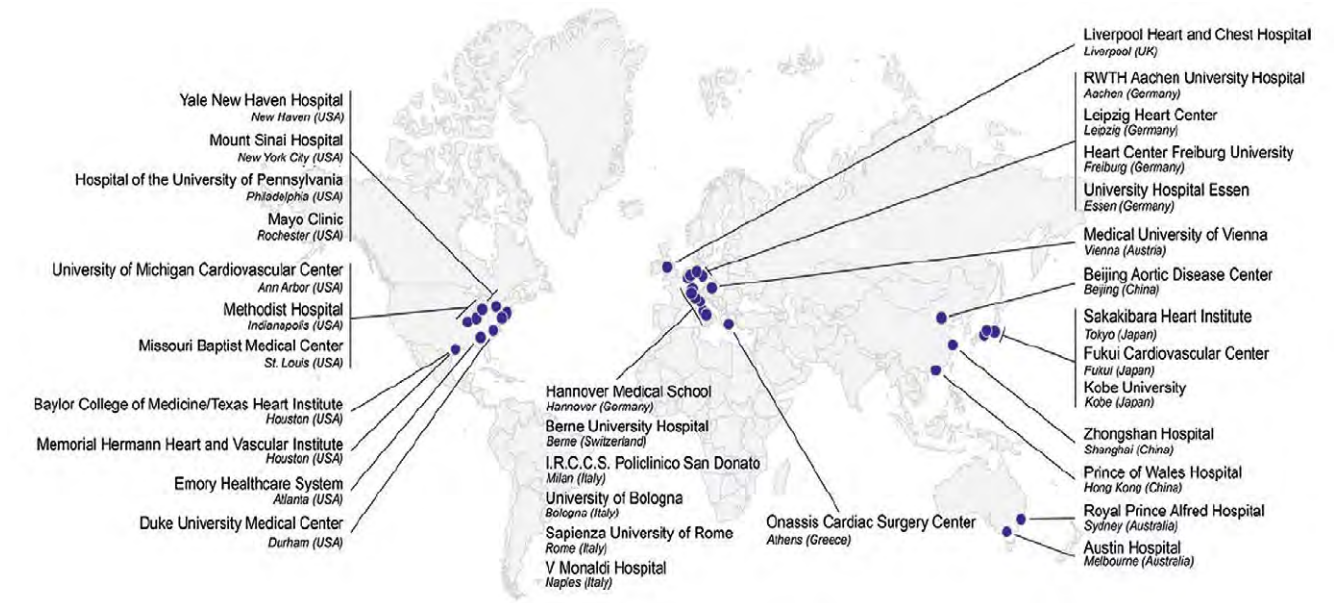 Yale New Haven Hospital
New Haven (USA)
Mount Sinai Hospital
New York City (USA)
Hospital of the University of Pennsylvania
Philadelphia (USA)
Mayo Clinic
Rochester (USA)
University of Michigan Cardiovascular Center
Ann Arbor (USA)
Methodist Hospital
Indianapolis (USA)
Missouri Baptist Medical Center
St. Louis (USA)
Baylor College of Medicine/Texas Heart Institute
Houston (USA)
Memorial Hermann Heart and Vascular Institute
Houston (USA)
Emory Healthcare System
Atlanta (USA)
Duke University Medical Center
Durham (USA)
Hannover Medical School
Hannover (Germany)
Berne University Hospital
Berne (Switzerland)
I.R.C.C.S. Policlinico San Donato
Milan (Italy)
University of Bologna
Bologna (Italy)
Sapienza University of Rome
Rome (Italy)
V Monaldi Hospital
Naples (Italy)
Onassis Cardiac Surgery Center
Athens (Greece)
Liverpool Heart and Chest Hospital
Liverpool (UK)
RWTH Aachen University Hospital
Aachen (Germany)
Leipzig Heart Center
Leipzig (Germany)
Heart Center Freiburg University
Freiburg (Germany)
University Hospital Essen
Essen (Germany)
Medical University of Vienna
Vienna (Austria)
Beijing Aortic Disease Center
Beijing (China)
Sakakibara Heart Institute
Tokyo (Japan)
Fukui Cardiovascular Center
Fukui (Japan)
Kobe University
Kobe (Japan)
Zhongshan Hospital
Shanghai (China)
Prince of Wales Hospital
Hong Kong (China)
Royal Prince Alfred Hospital
Sydney (Australia)
Austin Hospital
Melbourne (Australia)